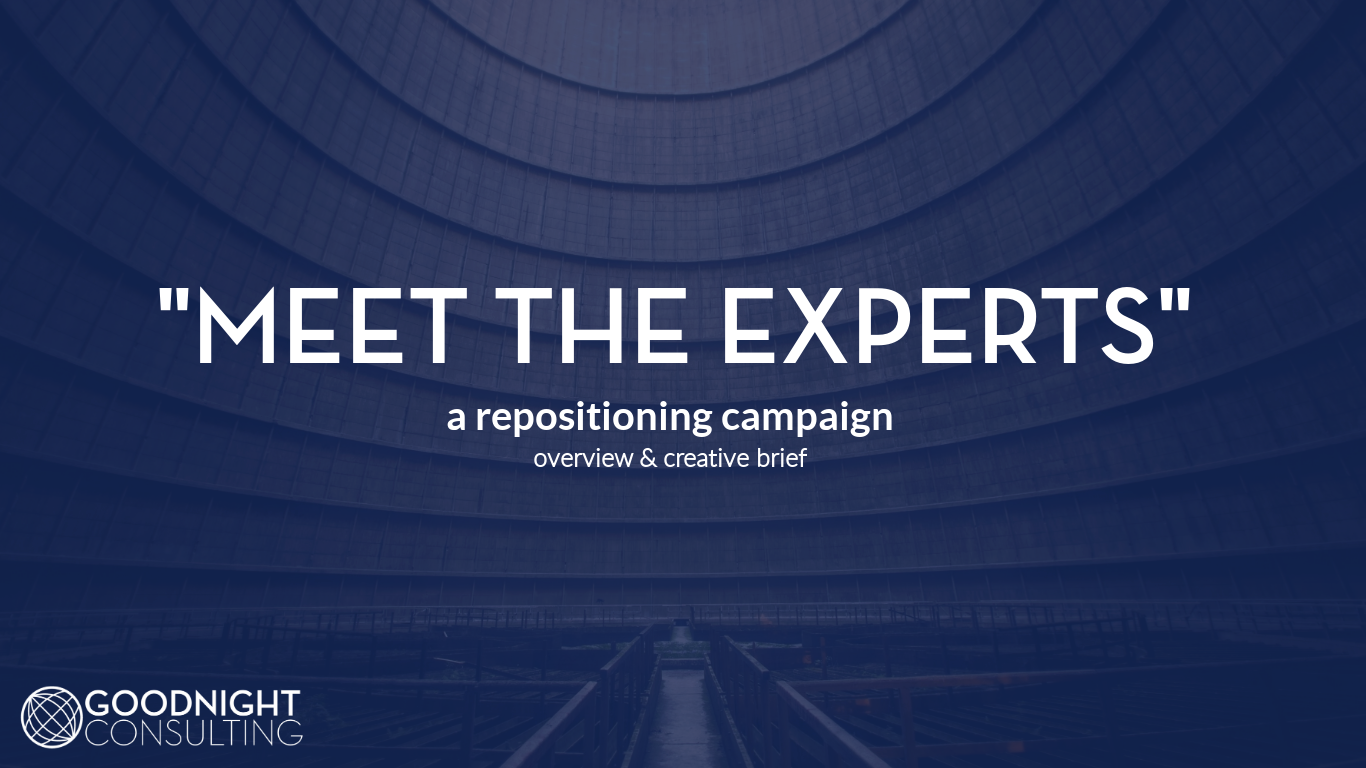 "MEET THE EXPERTS"
a repositioning campaign
overview & creative brief
GOODNIGHT
CONSULTING